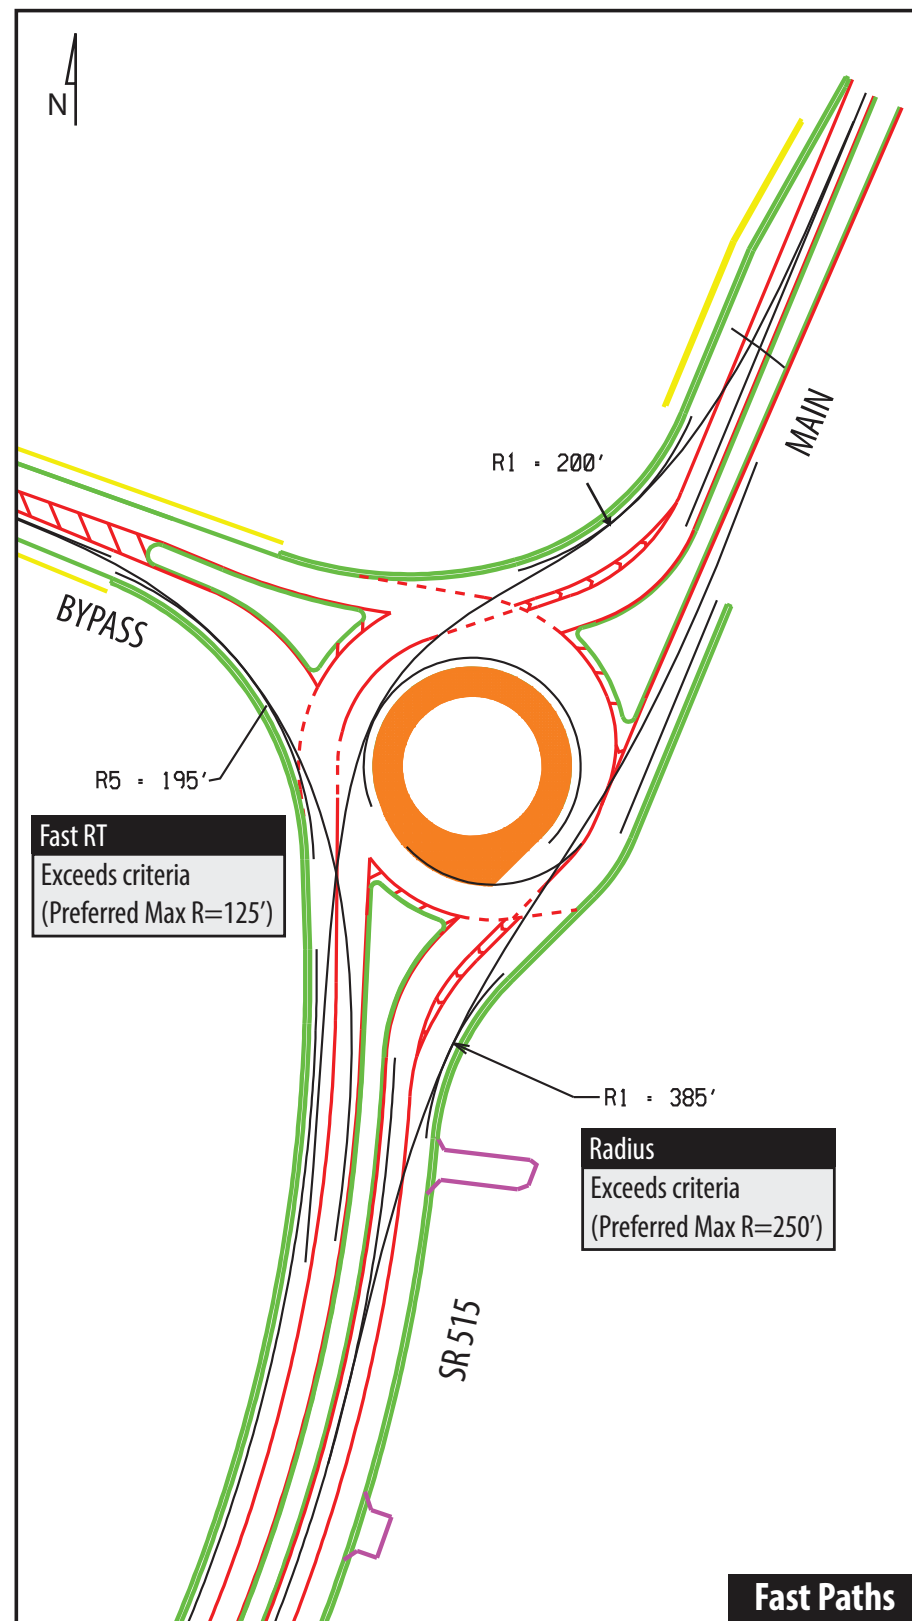 N
MAIN
R1 = 200'
BYPASS
R5 = 195'
Fast RT
Exceeds criteria
(Preferred Max R=125')
R1 = 385'
Radius
Exceeds criteria
(Preferred Max R=250')
SR 515
Fast Paths